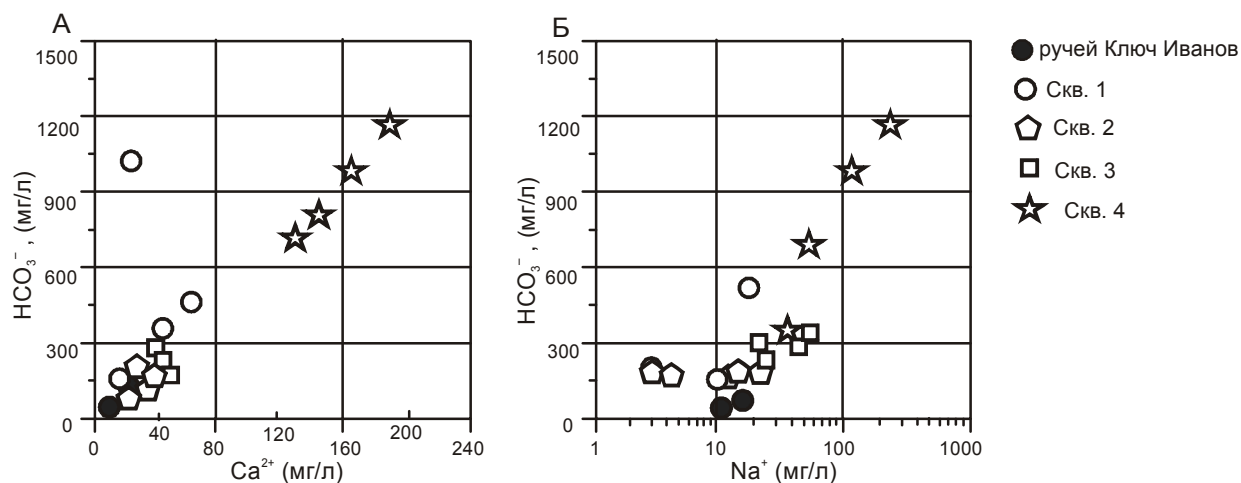 А
1500
1200
900
600
300
0
HCO₃⁻, (мг/л)
0
40
80
120
160
200
240
Ca²⁺ (мг/л)
Б
1500
1200
900
600
300
0
HCO₃⁻, (мг/л)
1
10
100
1000
Na⁺ (мг/л)
ручей Ключ Иванов
Скв. 1
Скв. 2
Скв. 3
Скв. 4